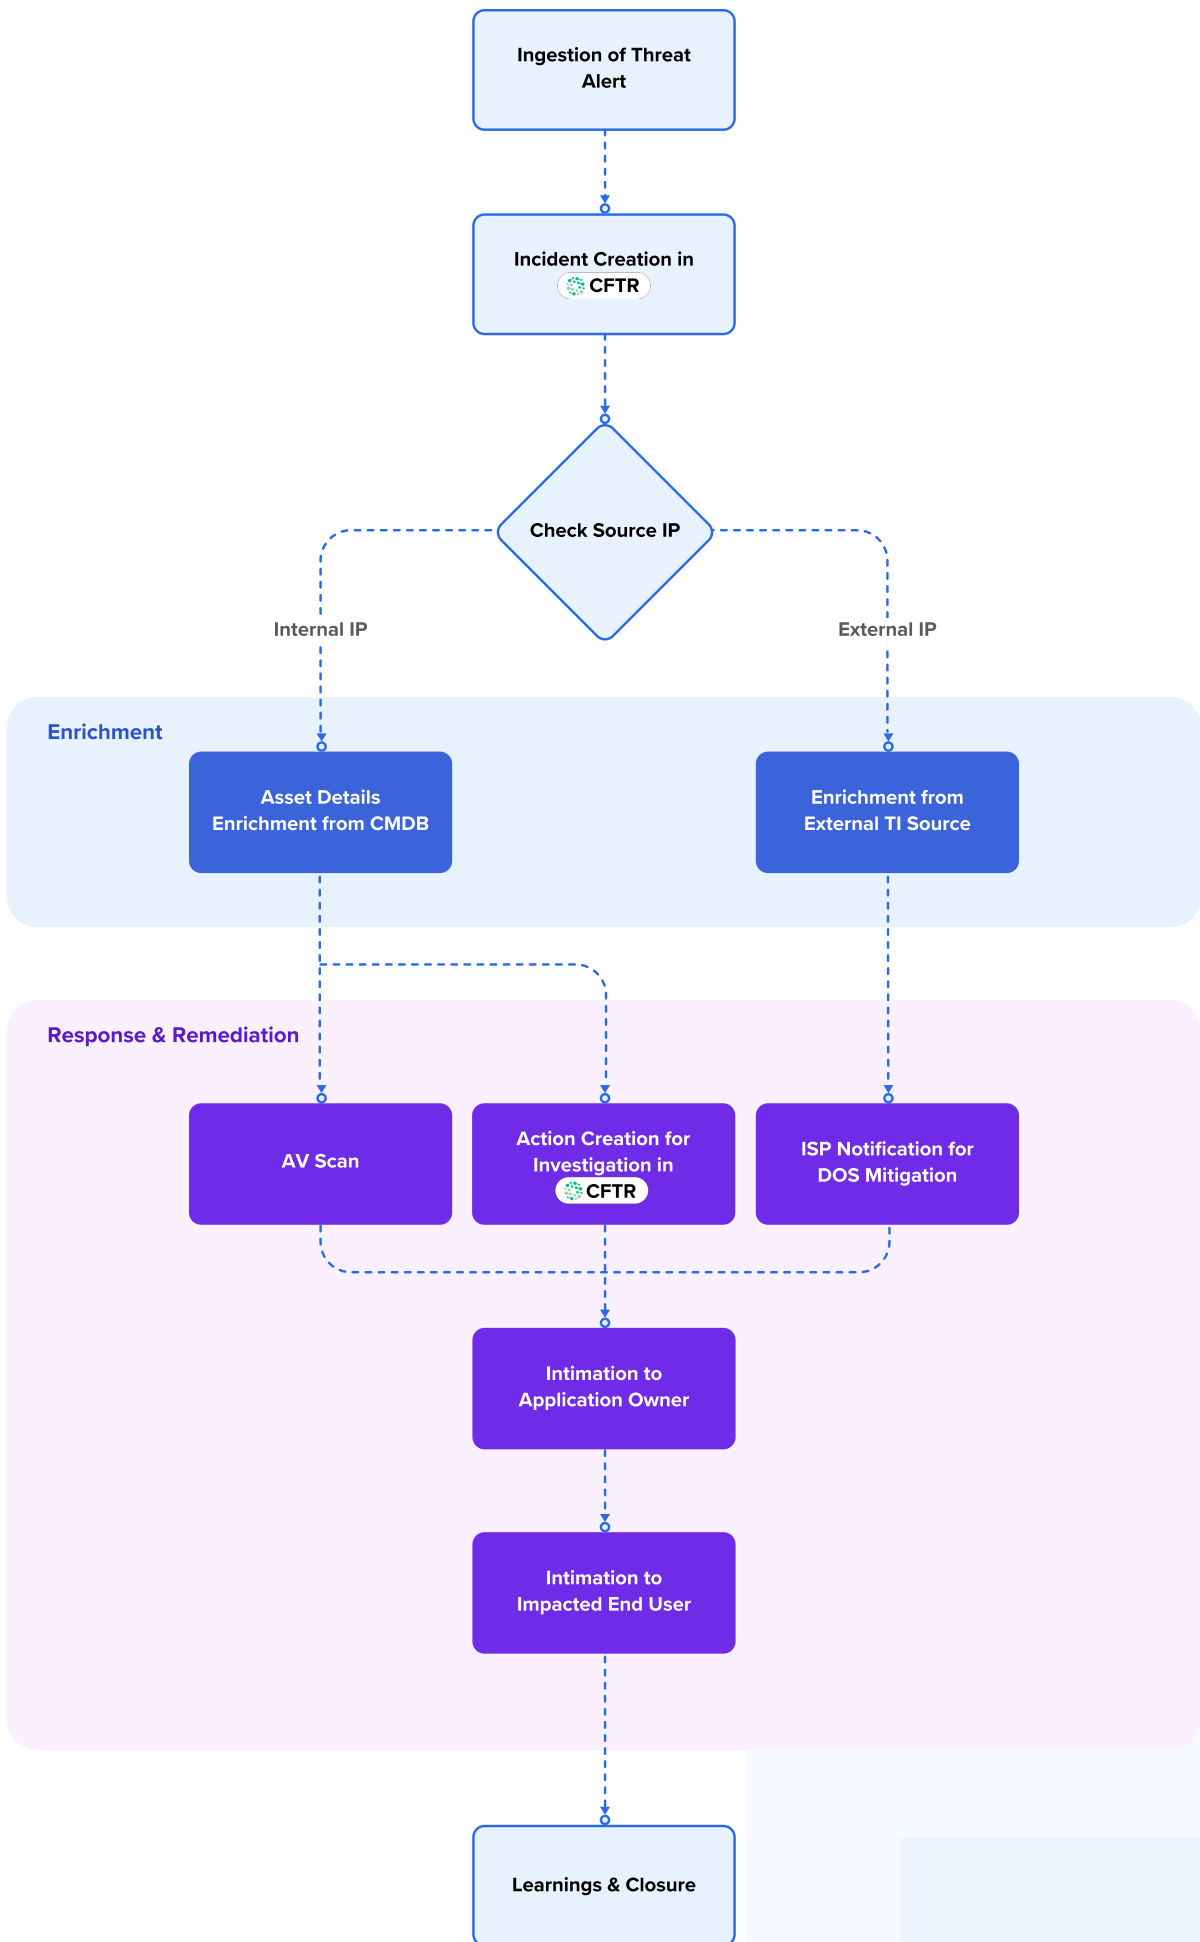 Ingestion of Threat
Alert
Incident Creation in
CFTR
Check Source IP
Internal IP
External IP
Enrichment
Asset Details
Enrichment from CMDB
Enrichment from
External TI Source
Response & Remediation
AV Scan
Action Creation for
Investigation in
CFTR
ISP Notification for
DOS Mitigation
Intimation to
Application Owner
Intimation to
Impacted End User
Learnings & Closure